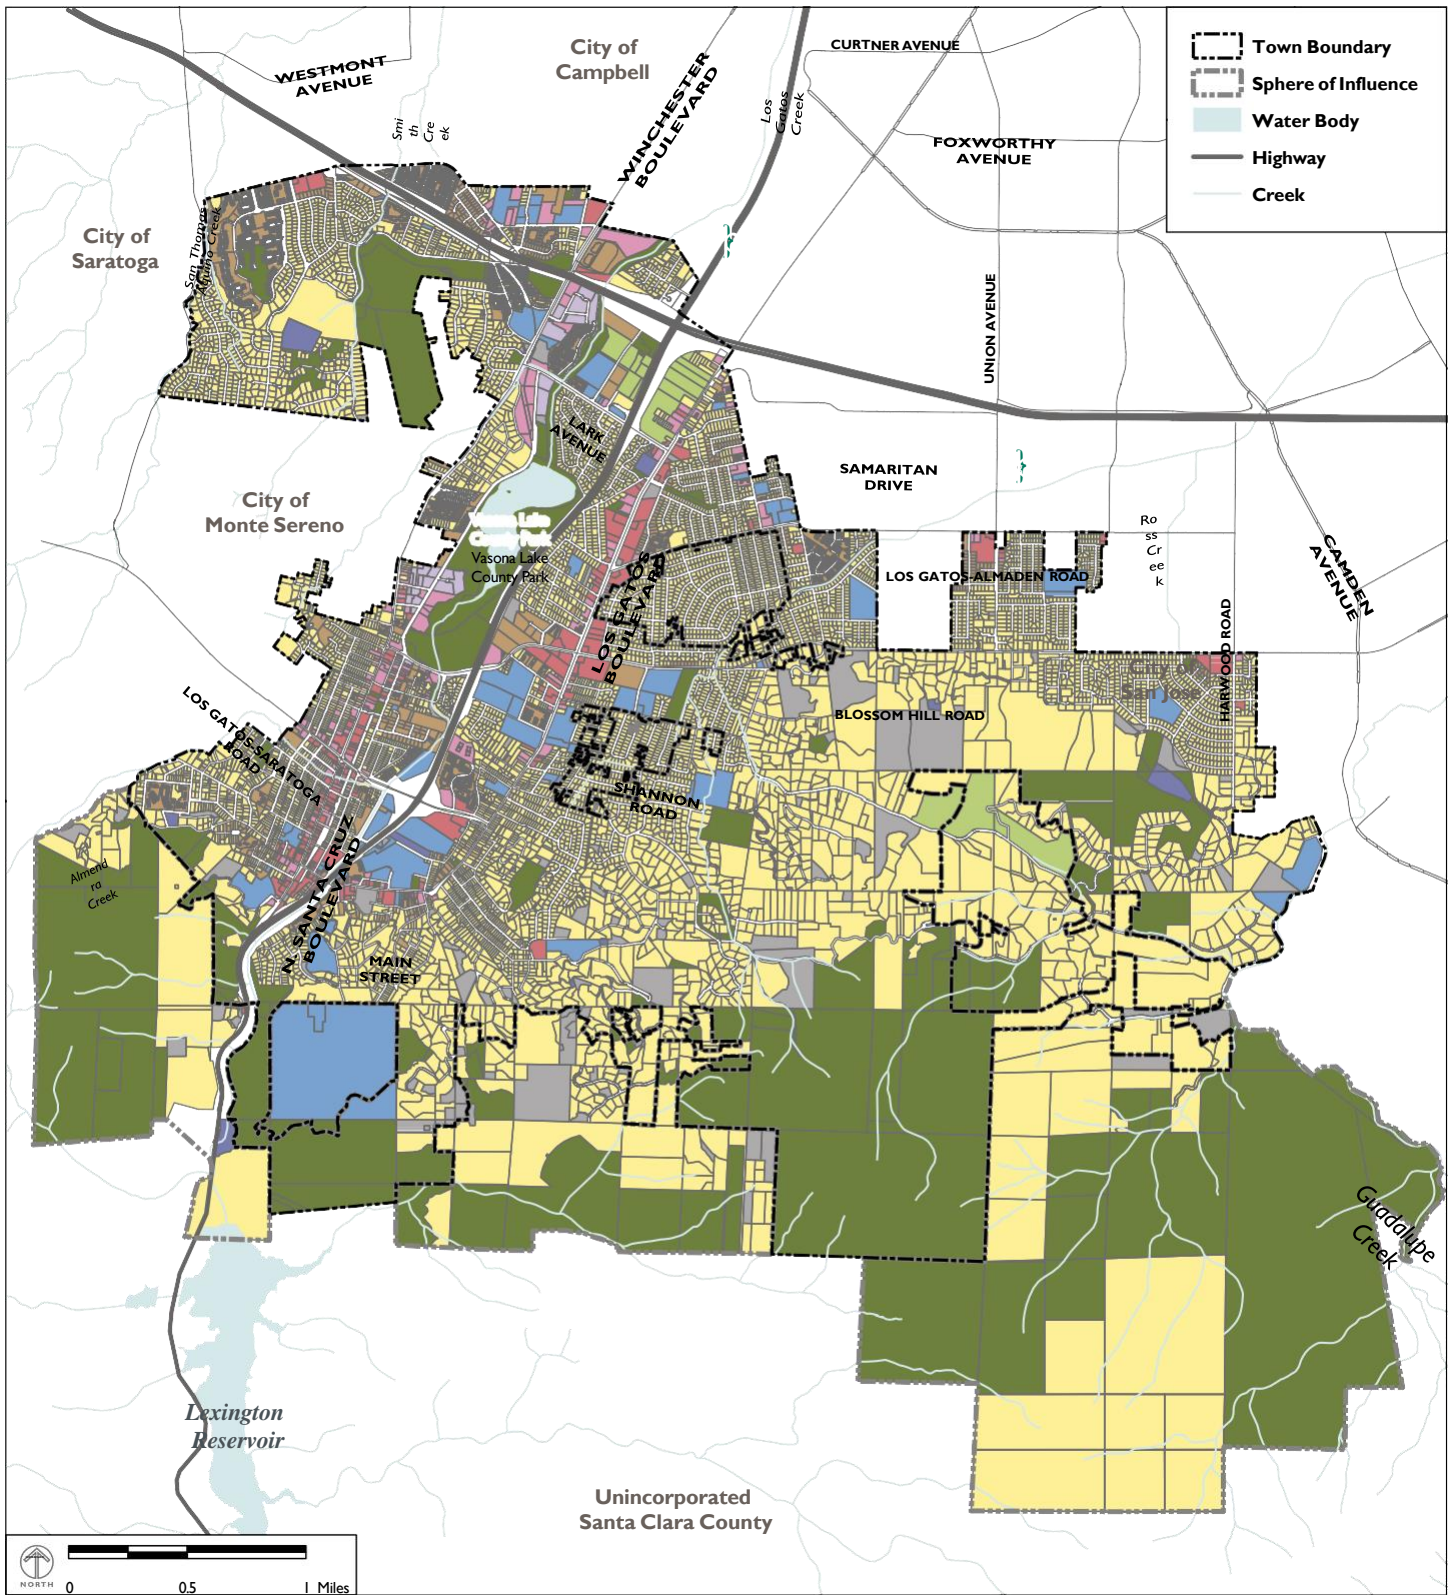 City of
Campbell
CURTNER AVENUE
WESTMONT
AVENUE
WINCHESTER
BOULEVARD
Los
Gatos
Creek
Smi
th
Cre
ek
FOXWORTHY
AVENUE
Town Boundary
Sphere of Influence
Water Body
Highway
Creek
City of
Saratoga
San Thomas
Aquino Creek
UNION AVENUE
LARK
AVENUE
SAMARITAN
DRIVE
City of
Monte Sereno
Vasona Lake
County Park
Vasona Lake
County Park
Ro
ss
Cr
ee
k
CAMDEN
AVENUE
LOS GATOS-ALMADEN ROAD
LOS GATOS
BOULEVARD
HARWOOD ROAD
City of
San Jose
BLOSSOM HILL ROAD
LOS GATOS-SARATOGA
ROAD
SHANNON
ROAD
Almend
ra
Creek
N. SANTA CRUZ
BOULEVARD
MAIN
STREET
Guadalupe
Creek
Lexington
Reservoir
Unincorporated
Santa Clara County
NORTH
0 0.5 1 Miles